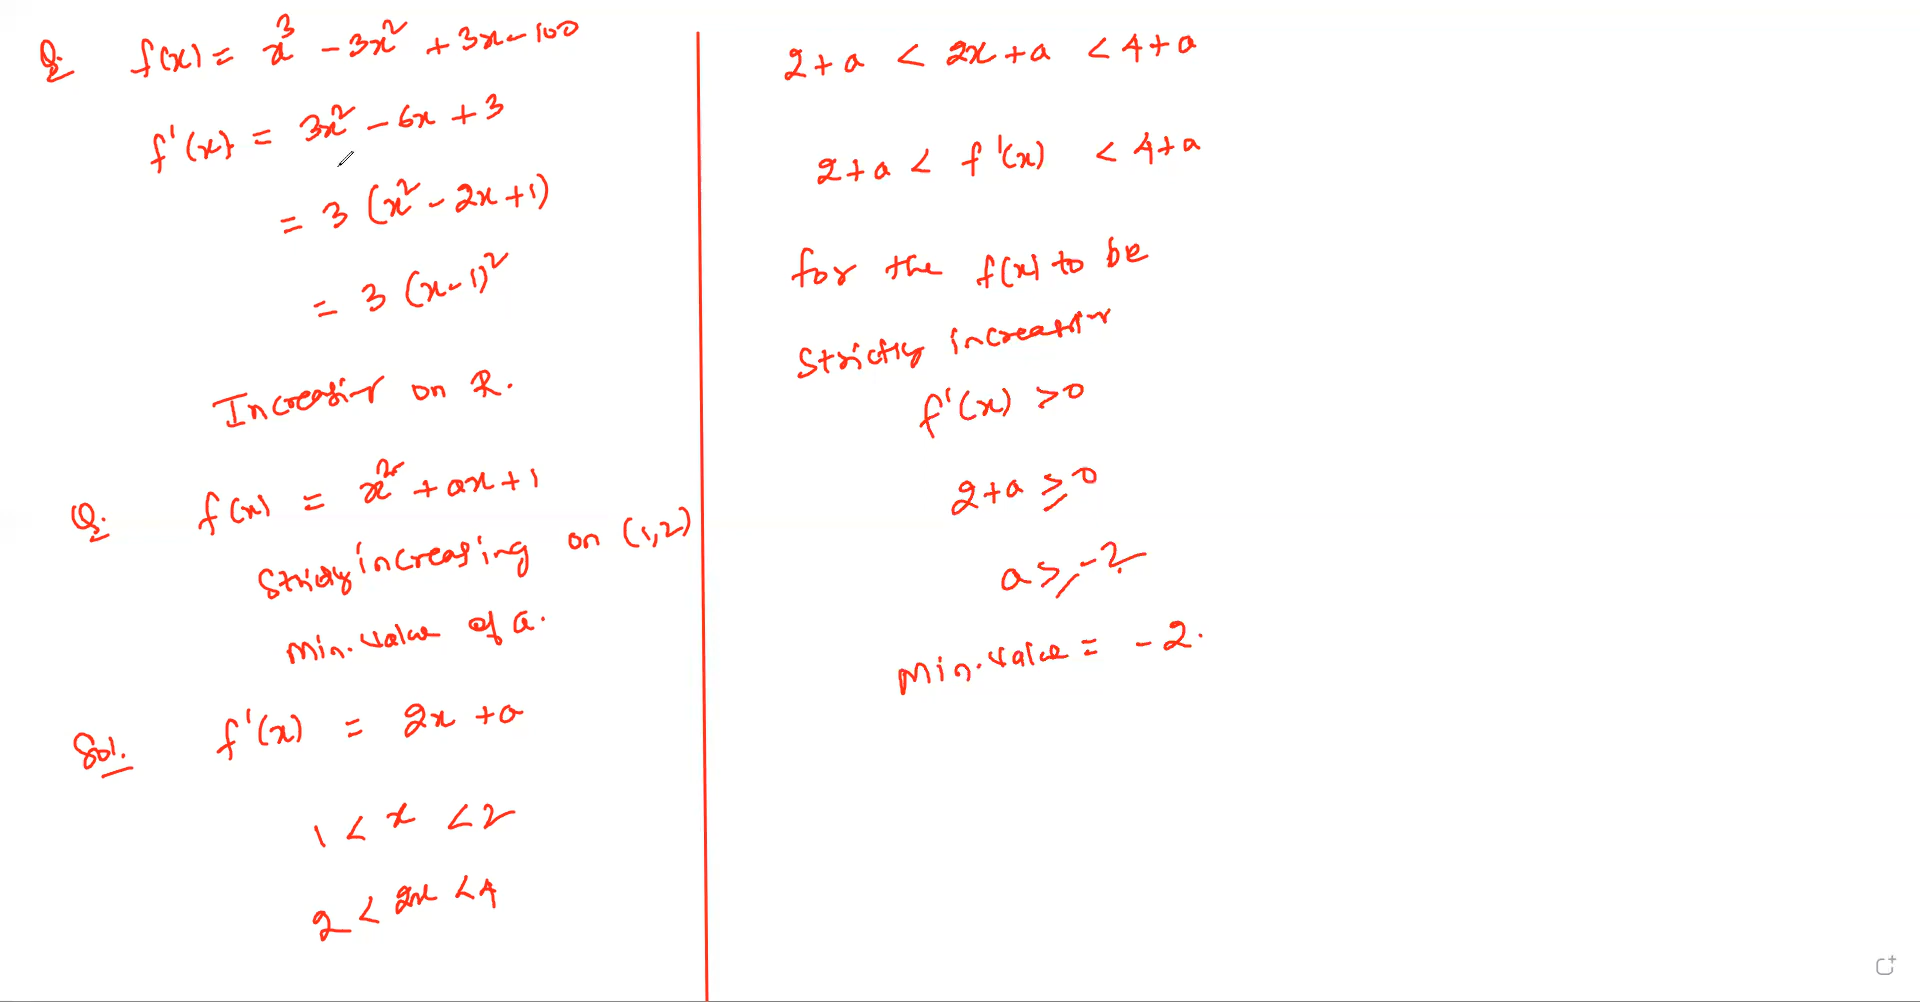 Q. f(x) = x³ - 3x² + 3x - 100
f'(x) = 3x² - 6x + 3
= 3 (x² - 2x + 1)
= 3 (x-1)²
Increasing on R.
Q. f(x) = x² + ax + 1
Strictly increasing on (1,2)
Min. value of a.
Sol. f'(x) = 2x + a
1 < x < 2
2 < 2x < 4
2+a < 2x+a < 4+a
2+a < f'(x) < 4+a
for the f(x) to be
Strictly increasing
f'(x) > 0
2+a ≥ 0
a ≥ -2
Min. value = -2.